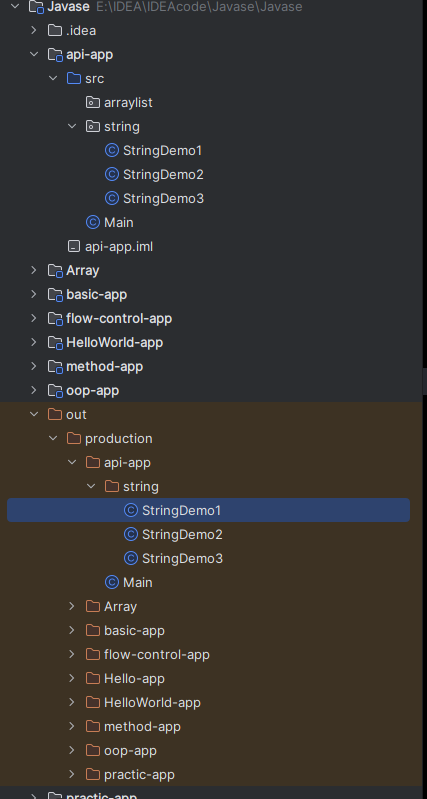 Javase E:\IDEA\IDEAcode\Javase\Javase
.idea
api-app
src
arraylist
string
StringDemo1
StringDemo2
StringDemo3
Main
api-app.iml
Array
basic-app
flow-control-app
HelloWorld-app
method-app
oop-app
out
production
api-app
string
StringDemo1
StringDemo2
StringDemo3
Main
Array
basic-app
flow-control-app
Hello-app
HelloWorld-app
method-app
oop-app
practic-app
practic-app